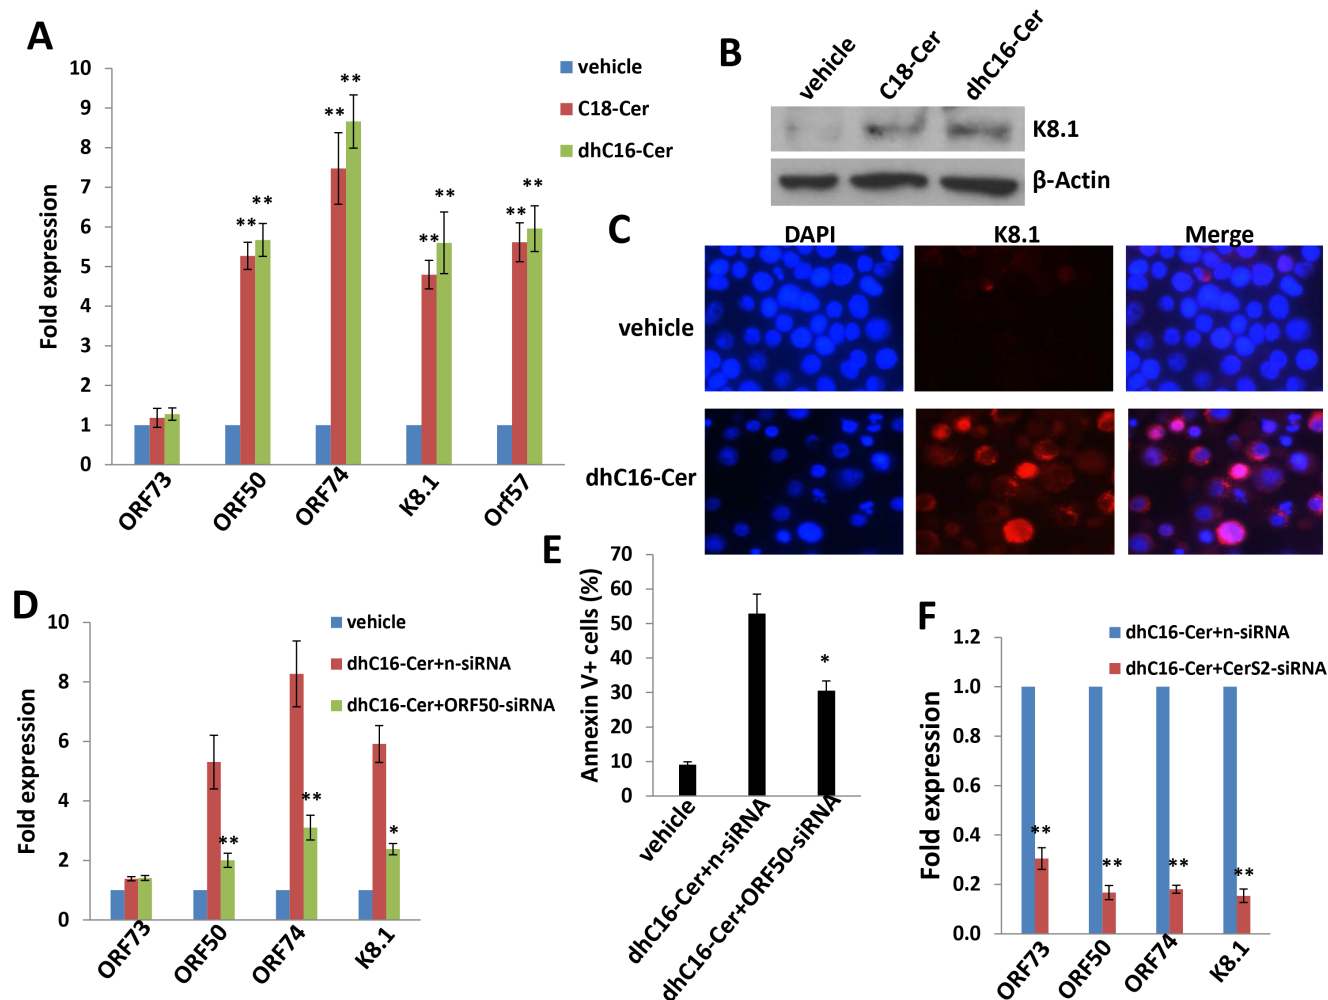 A
10
9
8
7
6
5
4
3
2
1
0
Fold expression
vehicle
C18-Cer
dhC16-Cer
** ** ** ** ** ** ** **
ORF73 ORF50 ORF74 K8.1 Orf57
B
vehicle C18-Cer dhC16-Cer
K8.1
β-Actin
C
DAPI K8.1 Merge
vehicle
dhC16-Cer
D
10
8
6
4
2
0
Fold expression
vehicle
dhC16-Cer+n-siRNA
dhC16-Cer+ORF50-siRNA
** ** *
ORF73 ORF50 ORF74 K8.1
E
70
60
50
40
30
20
10
0
Annexin V+ cells (%)
*
vehicle
dhC16-Cer+n-siRNA
dhC16-Cer+ORF50-siRNA
F
1.2
1.0
0.8
0.6
0.4
0.2
0.0
Fold expression
dhC16-Cer+n-siRNA
dhC16-Cer+CerS2-siRNA
** ** ** **
ORF73 ORF50 ORF74 K8.1